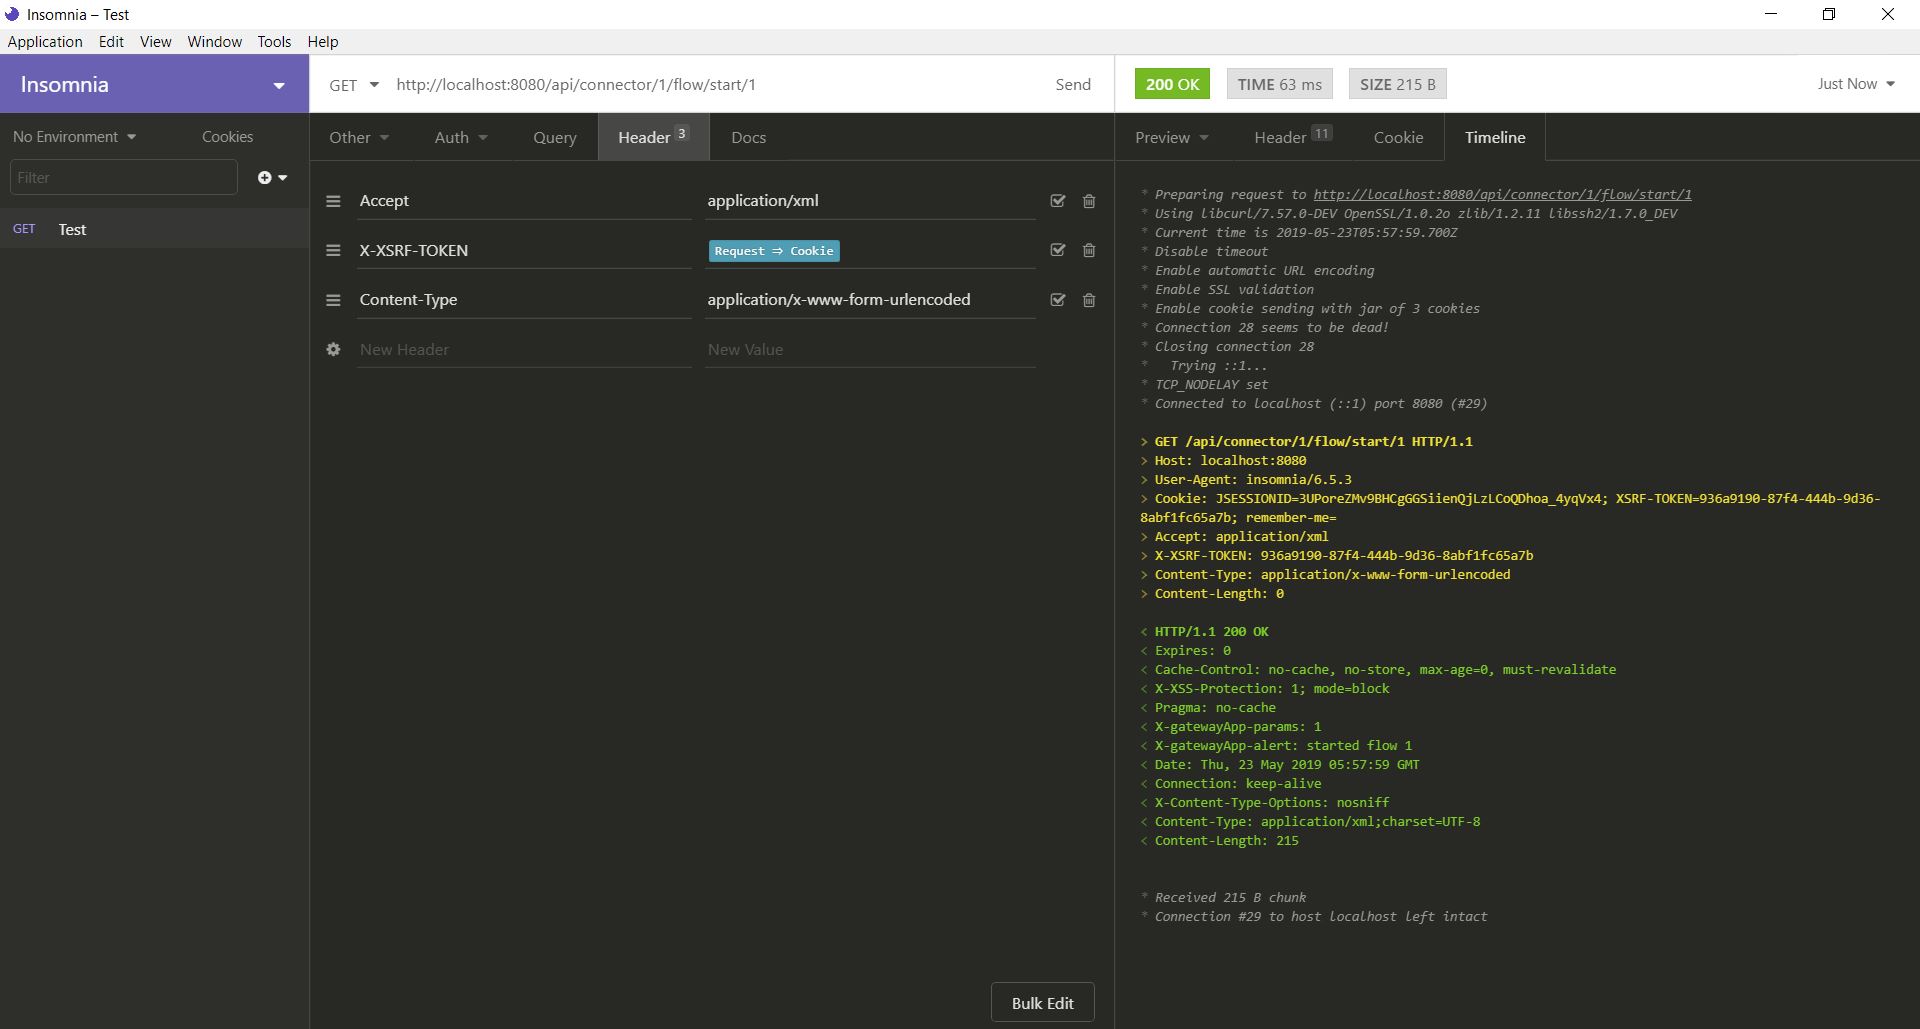 Insomnia – Test
Application Edit View Window Tools Help
Insomnia
GET http://localhost:8080/api/connector/1/flow/start/1 Send
200 OK TIME 63 ms SIZE 215 B Just Now
No Environment Cookies
Other Auth Query Header 3 Docs
Preview Header 11 Cookie Timeline
Filter
GET Test
Accept application/xml
X-XSRF-TOKEN Request ⇒ Cookie
Content-Type application/x-www-form-urlencoded
New Header New Value
Bulk Edit
* Preparing request to http://localhost:8080/api/connector/1/flow/start/1
* Using libcurl/7.57.0-DEV OpenSSL/1.0.2o zlib/1.2.11 libssh2/1.7.0_DEV
* Current time is 2019-05-23T05:57:59.700Z
* Disable timeout
* Enable automatic URL encoding
* Enable SSL validation
* Enable cookie sending with jar of 3 cookies
* Connection 28 seems to be dead!
* Closing connection 28
*   Trying ::1...
* TCP_NODELAY set
* Connected to localhost (::1) port 8080 (#29)
> GET /api/connector/1/flow/start/1 HTTP/1.1
> Host: localhost:8080
> User-Agent: insomnia/6.5.3
> Cookie: JSESSIONID=3UPoreZMv9BHCgGGSiienQjLzLCoQDhoa_4yqVx4; XSRF-TOKEN=936a9190-87f4-444b-9d36-
8abf1fc65a7b; remember-me=
> Accept: application/xml
> X-XSRF-TOKEN: 936a9190-87f4-444b-9d36-8abf1fc65a7b
> Content-Type: application/x-www-form-urlencoded
> Content-Length: 0
< HTTP/1.1 200 OK
< Expires: 0
< Cache-Control: no-cache, no-store, max-age=0, must-revalidate
< X-XSS-Protection: 1; mode=block
< Pragma: no-cache
< X-gatewayApp-params: 1
< X-gatewayApp-alert: started flow 1
< Date: Thu, 23 May 2019 05:57:59 GMT
< Connection: keep-alive
< X-Content-Type-Options: nosniff
< Content-Type: application/xml;charset=UTF-8
< Content-Length: 215
* Received 215 B chunk
* Connection #29 to host localhost left intact